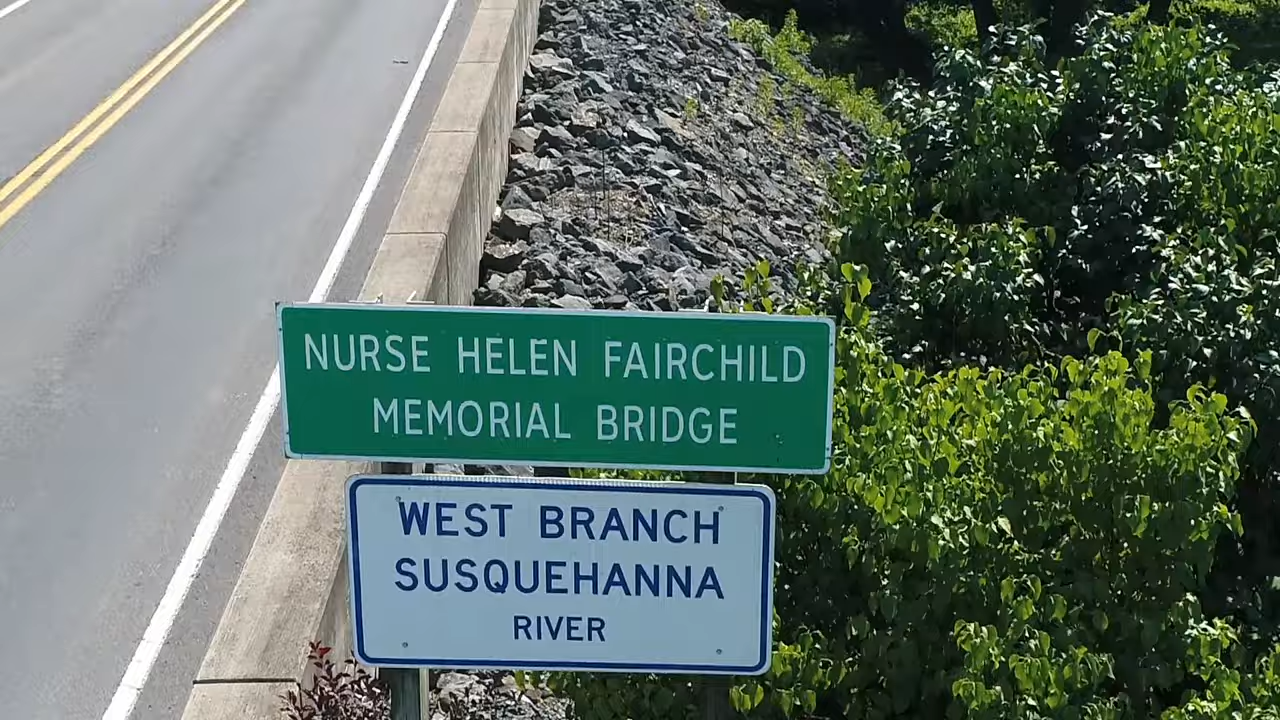 NURSE HELEN FAIRCHILD
MEMORIAL BRIDGE
WEST BRANCH
SUSQUEHANNA
RIVER